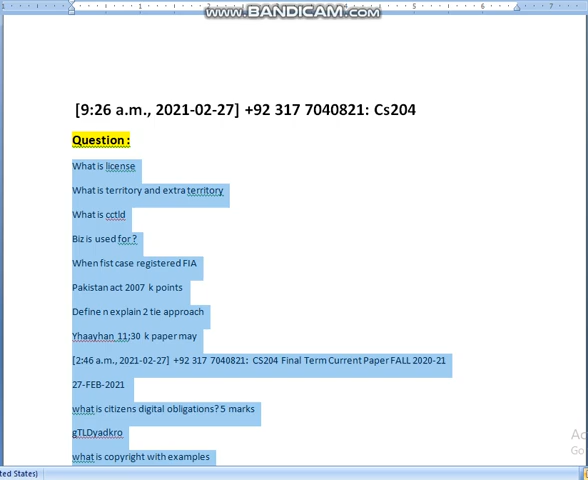 www.BANDICAM.com
[9:26 a.m., 2021-02-27] +92 317 7040821: Cs204
Question :
What is license
What is territory and extra territory
What is cctld
Biz is used for ?
When fist case registered FIA
Pakistan act 2007 k points
Define n explain 2 tie approach
Yhaayhan 11;30 k paper may
[2:46 a.m., 2021-02-27] +92 317 7040821: CS204 Final Term Current Paper FALL 2020-21
27-FEB-2021
what is citizens digital obligations? 5 marks
gTLDyadkro
what is copyright with examples
ted States)